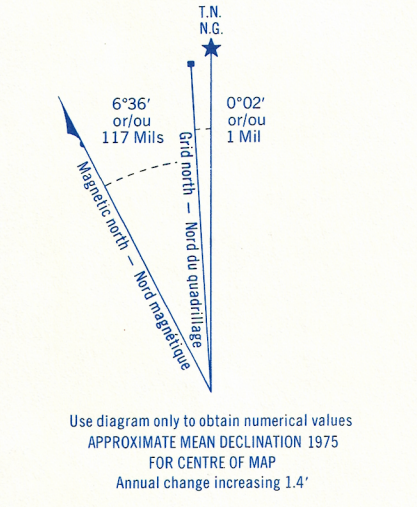 T.N.
N.G.
6°36′
or/ou
117 Mils
0°02′
or/ou
1 Mil
Grid north — Nord du quadrillage
Magnetic north — Nord magnétique
Use diagram only to obtain numerical values
APPROXIMATE MEAN DECLINATION 1975
FOR CENTRE OF MAP
Annual change increasing 1.4′